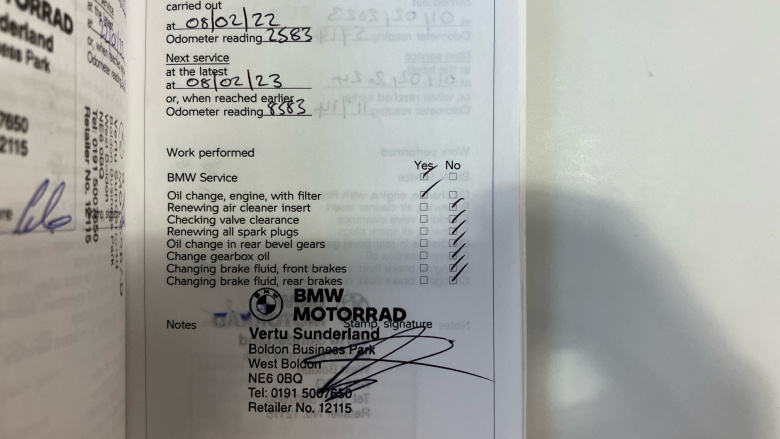 carried out
at 08/02/22
Odometer reading 2583
Next service
at the latest
at 08/02/23
or, when reached earlier
Odometer reading 8583
Work performed
Yes No
BMW Service
Oil change, engine, with filter
Renewing air cleaner insert
Checking valve clearance
Renewing all spark plugs
Oil change in rear bevel gears
Change gearbox oil
Changing brake fluid, front brakes
Changing brake fluid, rear brakes
BMW
MOTORRAD
Notes Stamp, signature
Vertu Sunderland
Boldon Business Park
West Boldon
NE6 0BQ
Tel: 0191 5007650
Retailer No. 12115